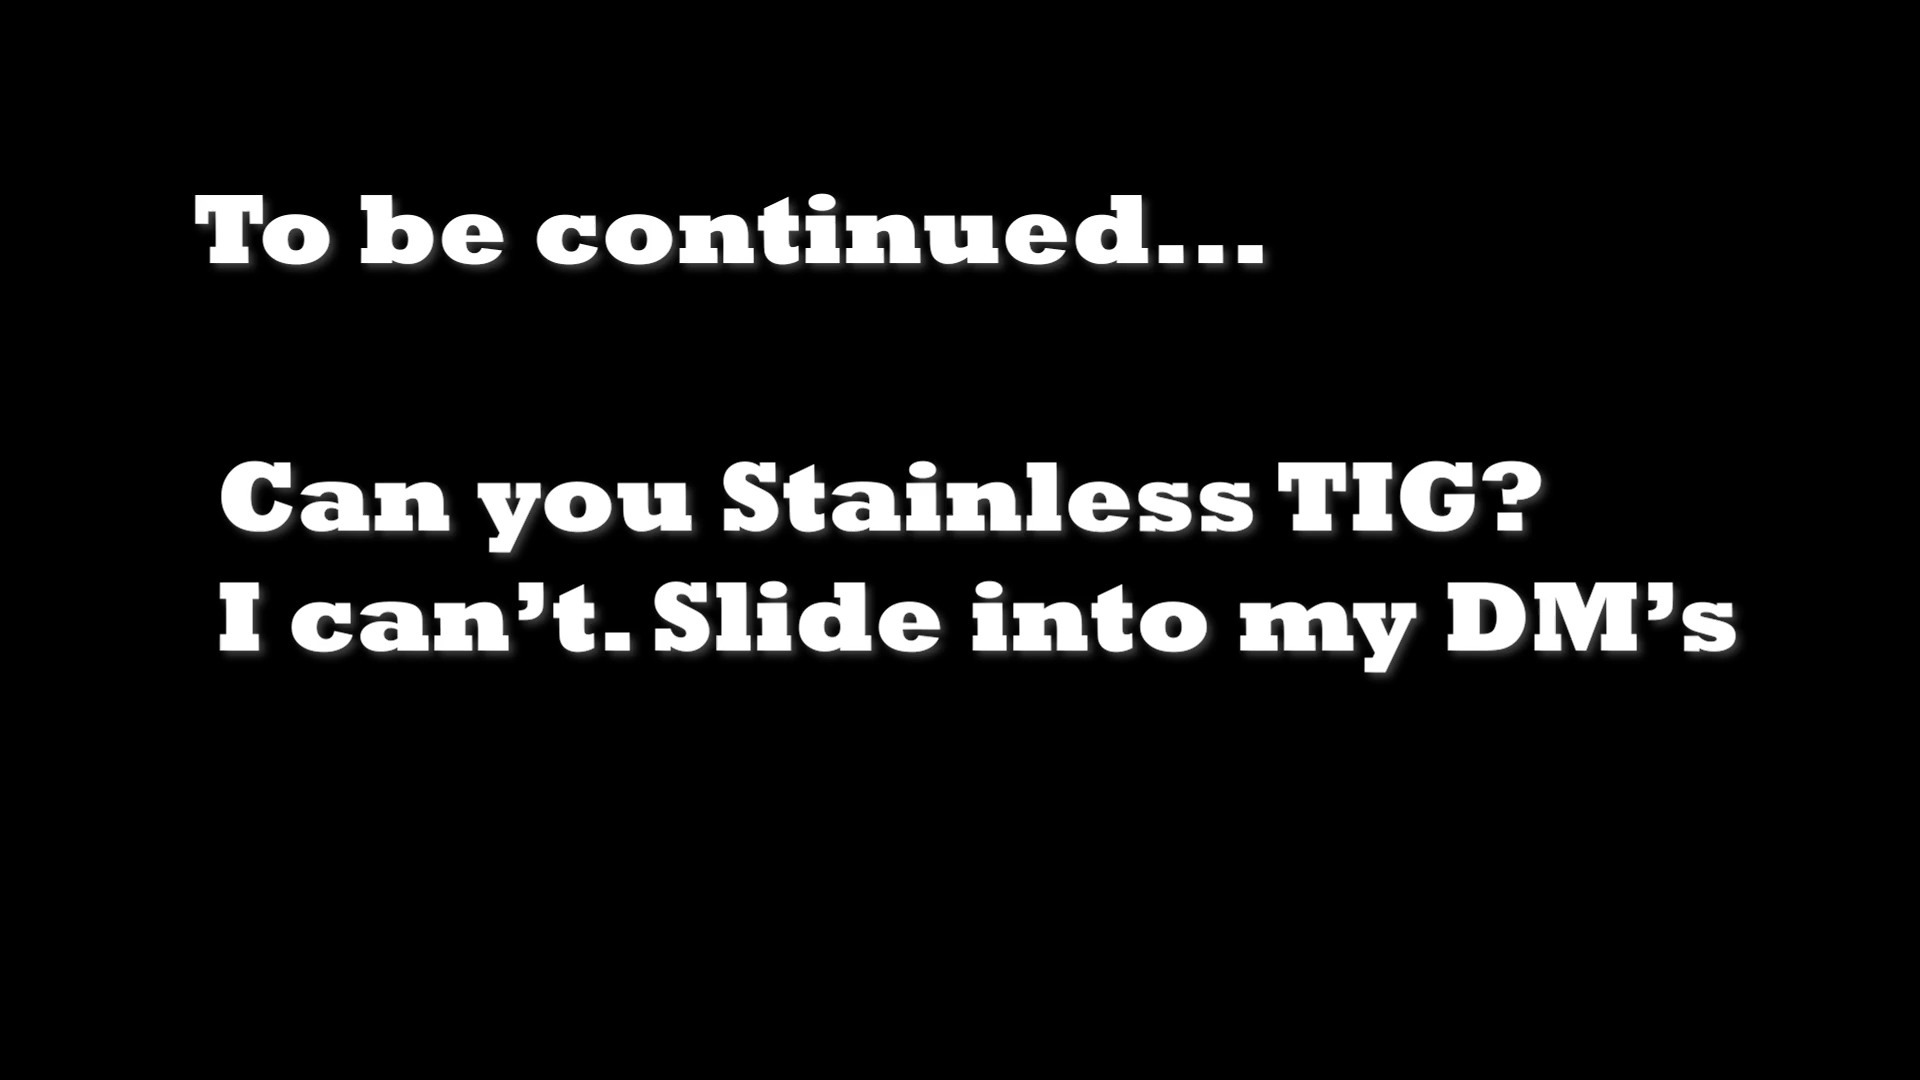 To be continued...
Can you Stainless TIG?
I can’t. Slide into my DM’s